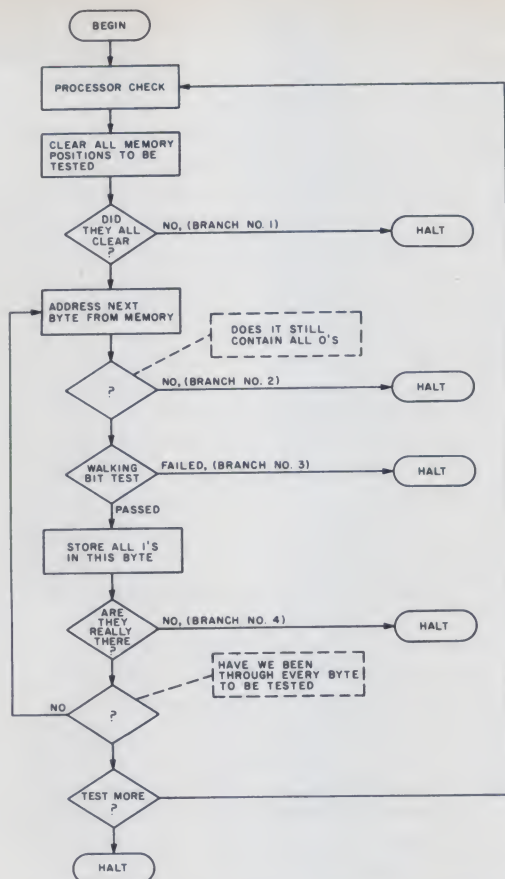 BEGIN
PROCESSOR CHECK
CLEAR ALL MEMORY
POSITIONS TO BE
TESTED
DID
THEY ALL
CLEAR
?
NO, (BRANCH NO. 1)
HALT
ADDRESS NEXT
BYTE FROM MEMORY
DOES IT STILL
CONTAIN ALL O'S
?
NO, (BRANCH NO. 2)
HALT
WALKING
BIT TEST
FAILED, (BRANCH NO. 3)
HALT
PASSED
STORE ALL I'S
IN THIS BYTE
ARE
THEY
REALLY
THERE
?
NO, (BRANCH NO. 4)
HALT
HAVE WE BEEN
THROUGH EVERY BYTE
TO BE TESTED
NO
?
TEST MORE
?
HALT